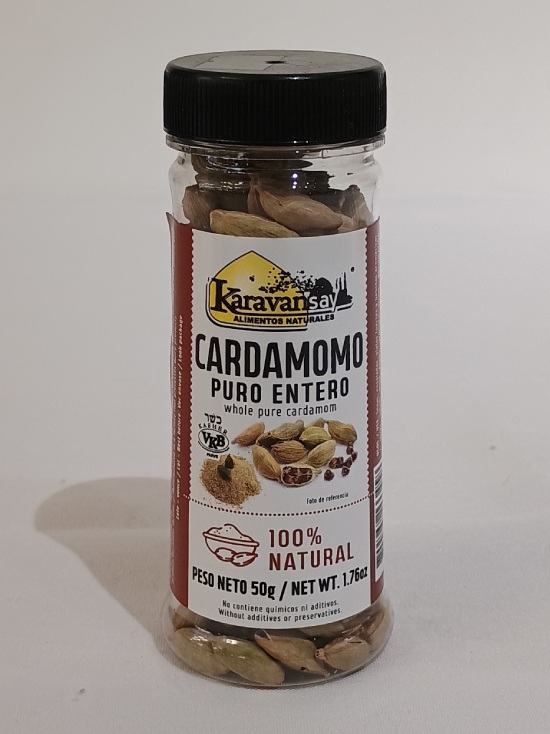 Karavansay
ALIMENTOS NATURALES
CARDAMOMO
PURO ENTERO
whole pure cardamom
כשר
KASHER
VKB
Foto de referencia
100%
NATURAL
PESO NETO 50g / NET WT. 1.76oz
No contiene químicos ni aditivos.
Without additives or preservatives.